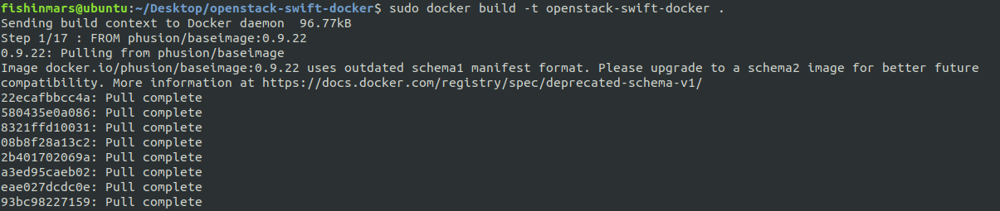 fishinmars@ubuntu:~/Desktop/openstack-swift-docker$ sudo docker build -t openstack-swift-docker .
Sending build context to Docker daemon  96.77kB
Step 1/17 : FROM phusion/baseimage:0.9.22
0.9.22: Pulling from phusion/baseimage
Image docker.io/phusion/baseimage:0.9.22 uses outdated schema1 manifest format. Please upgrade to a schema2 image for better future
compatibility. More information at https://docs.docker.com/registry/spec/deprecated-schema-v1/
22ecafbbcc4a: Pull complete
580435e0a086: Pull complete
8321ffd10031: Pull complete
08b8f28a13c2: Pull complete
2b401702069a: Pull complete
a3ed95caeb02: Pull complete
eae027dcdc0e: Pull complete
93bc98227159: Pull complete